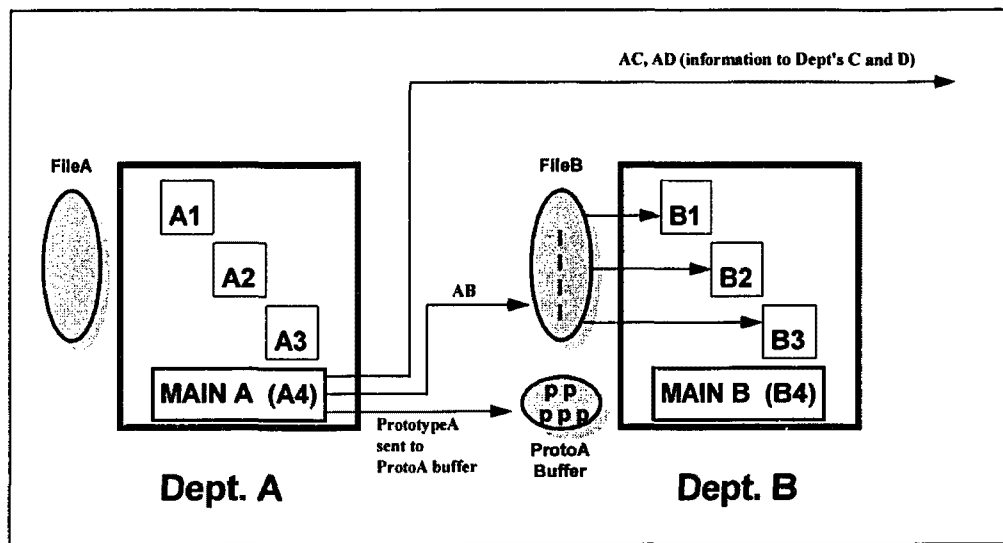 AC, AD (information to Dept's C and D)
FileA
FileB
A1
B1
A2
B2
AB
A3
B3
MAIN A (A4)
MAIN B (B4)
PrototypeA
sent to
ProtoA buffer
I
I
I
I
p p
p p p
ProtoA
Buffer
Dept. A
Dept. B